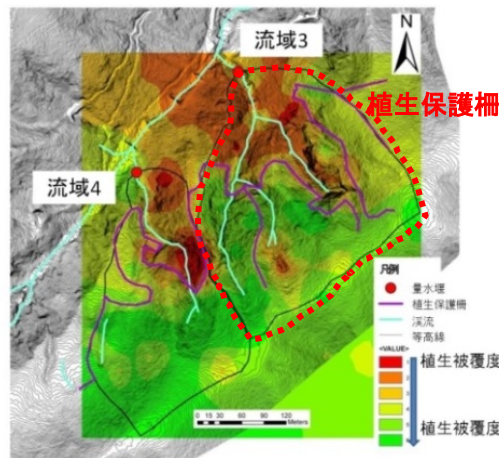 流域3
N
植生保護柵
流域4
凡例
量水堰
植生保護柵
渓流
等高線
<VALUE>
植生被覆度
植生被覆度
0 15 30 60 90 120
Meters